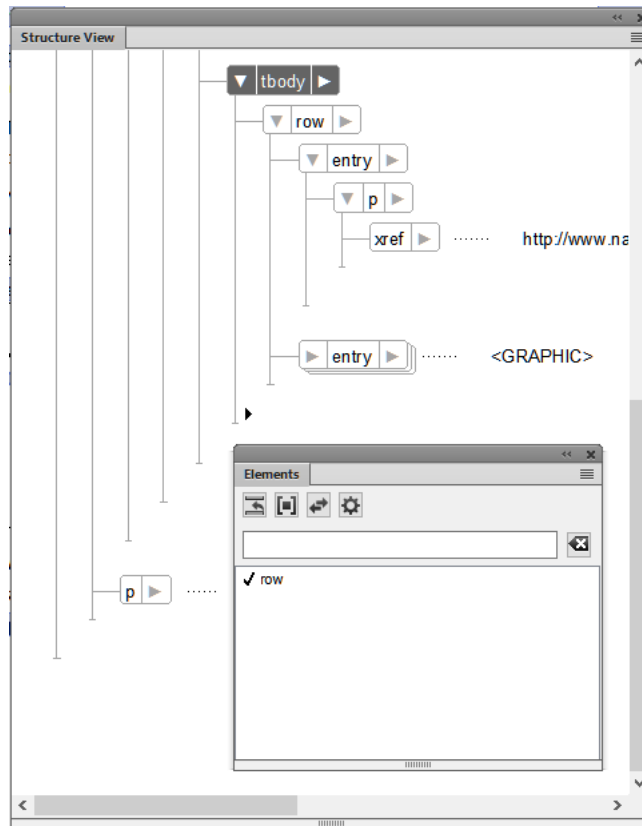 Structure View
tbody
row
entry
p
xref
http://www.na
entry
<GRAPHIC>
Elements
row
p